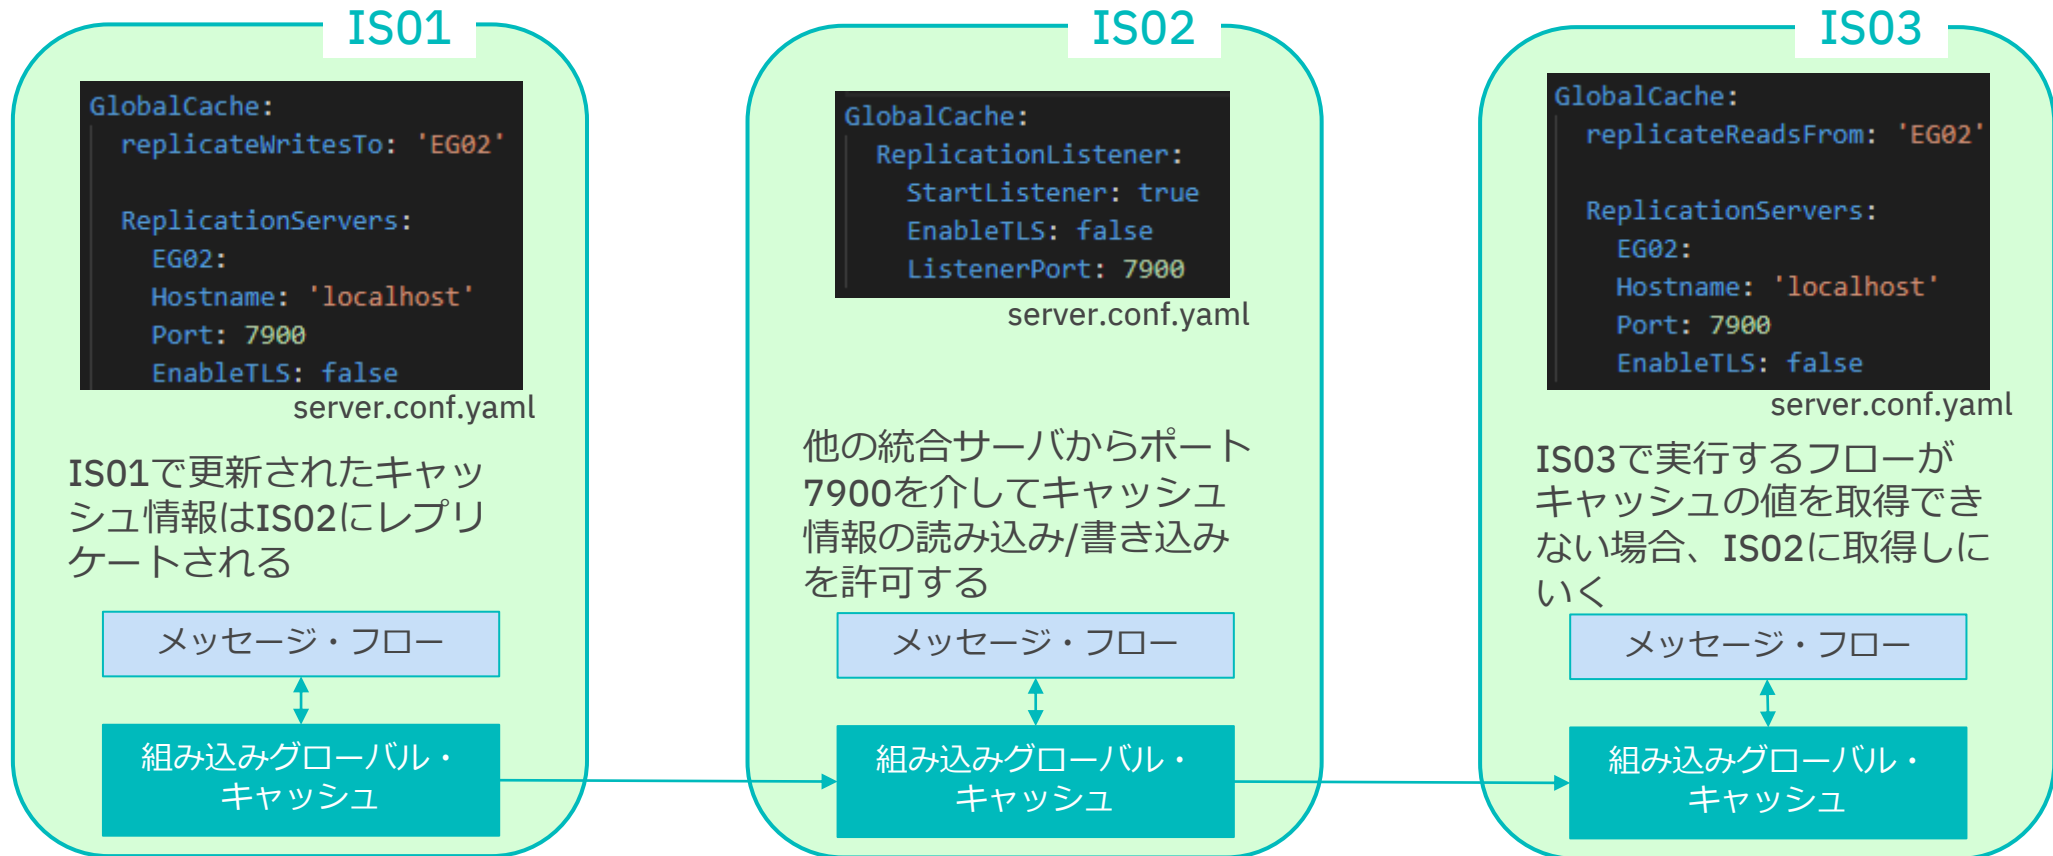 IS01
GlobalCache:
replicateWritesTo: 'EG02'
ReplicationServers:
EG02:
Hostname: 'localhost'
Port: 7900
EnableTLS: false
server.conf.yaml
IS01で更新されたキャッ
シュ情報はIS02にレプリ
ケートされる
メッセージ・フロー
組み込みグローバル・
キャッシュ
IS02
GlobalCache:
ReplicationListener:
StartListener: true
EnableTLS: false
ListenerPort: 7900
server.conf.yaml
他の統合サーバからポート
7900を介してキャッシュ
情報の読み込み/書き込み
を許可する
メッセージ・フロー
組み込みグローバル・
キャッシュ
IS03
GlobalCache:
replicateReadsFrom: 'EG02'
ReplicationServers:
EG02:
Hostname: 'localhost'
Port: 7900
EnableTLS: false
server.conf.yaml
IS03で実行するフローが
キャッシュの値を取得でき
ない場合、IS02に取得しに
いく
メッセージ・フロー
組み込みグローバル・
キャッシュ